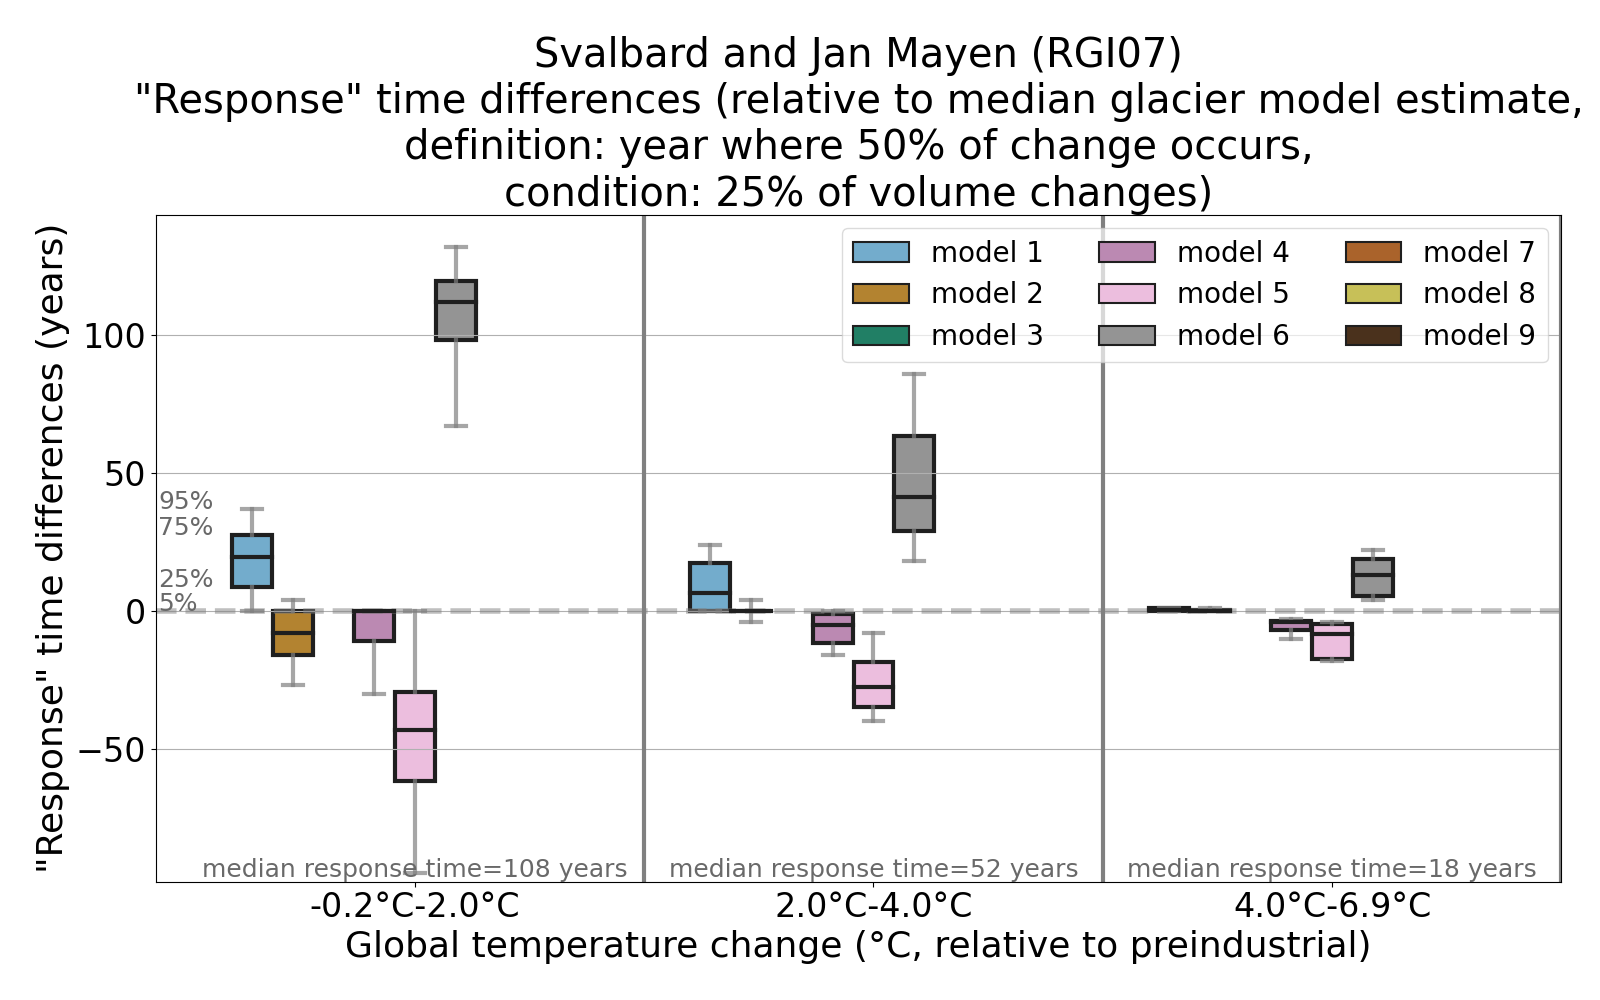 Svalbard and Jan Mayen (RGI07)
"Response" time differences (relative to median glacier model estimate,
definition: year where 50% of change occurs,
condition: 25% of volume changes)
"Response" time differences (years)
100
50
0
−50
95%
75%
25%
5%
model 1
model 2
model 3
model 4
model 5
model 6
model 7
model 8
model 9
median response time=108 years
median response time=52 years
median response time=18 years
-0.2°C-2.0°C
2.0°C-4.0°C
4.0°C-6.9°C
Global temperature change (°C, relative to preindustrial)